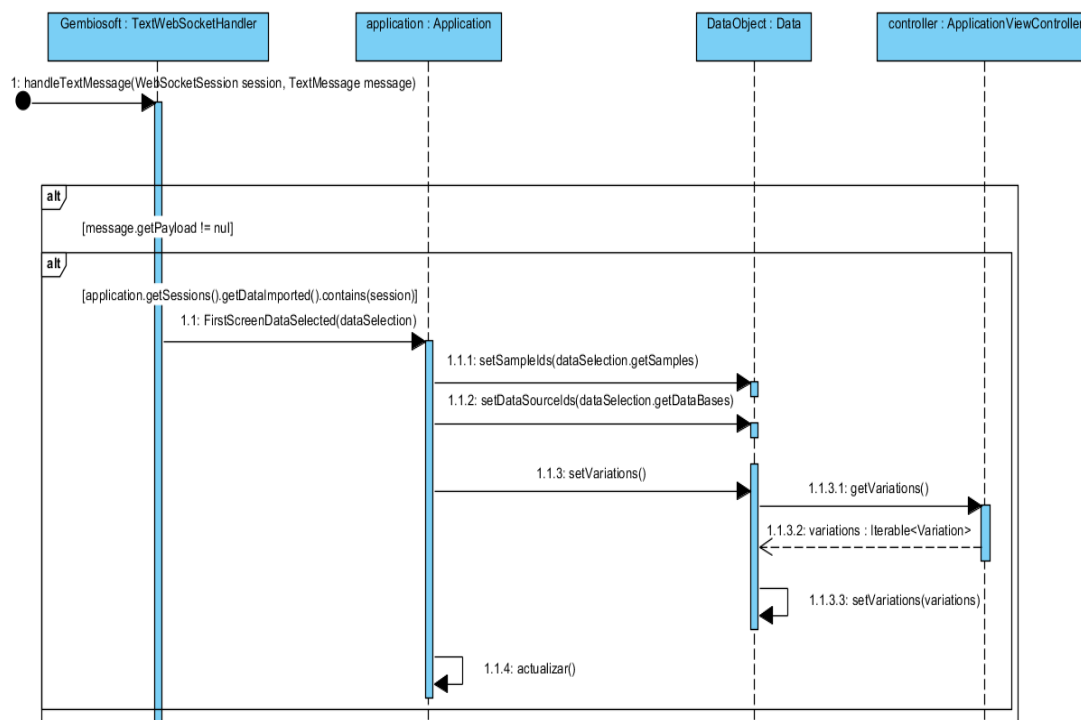 Gembiosoft : TextWebSocketHandler
application : Application
DataObject : Data
controller : ApplicationViewController
1: handleTextMessage(WebSocketSession session, TextMessage message)
alt
[message.getPayload != nul]
alt
[application.getSessions().getDataImported().contains(session)]
1.1: FirstScreenDataSelected(dataSelection)
1.1.1: setSampleIds(dataSelection.getSamples)
1.1.2: setDataSourceIds(dataSelection.getDataBases)
1.1.3: setVariations()
1.1.3.1: getVariations()
1.1.3.2: variations : Iterable<Variation>
1.1.3.3: setVariations(variations)
1.1.4: actualizar()